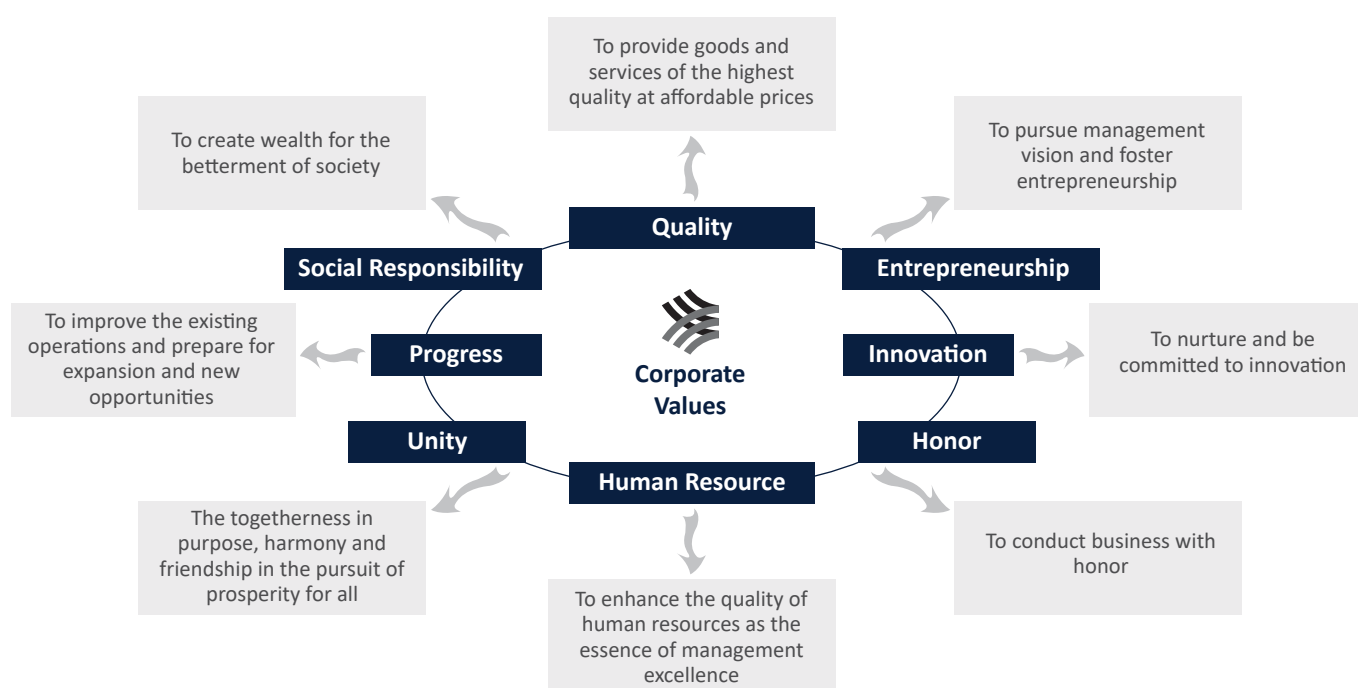 To provide goods and
services of the highest
quality at affordable prices
To create wealth for the
betterment of society
To pursue management
vision and foster
entrepreneurship
Quality
Social Responsibility
Entrepreneurship
To improve the existing
operations and prepare for
expansion and new
opportunities
Progress
Corporate
Values
Innovation
To nurture and be
committed to innovation
Unity
Honor
Human Resource
The togetherness in
purpose, harmony and
friendship in the pursuit of
prosperity for all
To conduct business with
honor
To enhance the quality of
human resources as the
essence of management
excellence